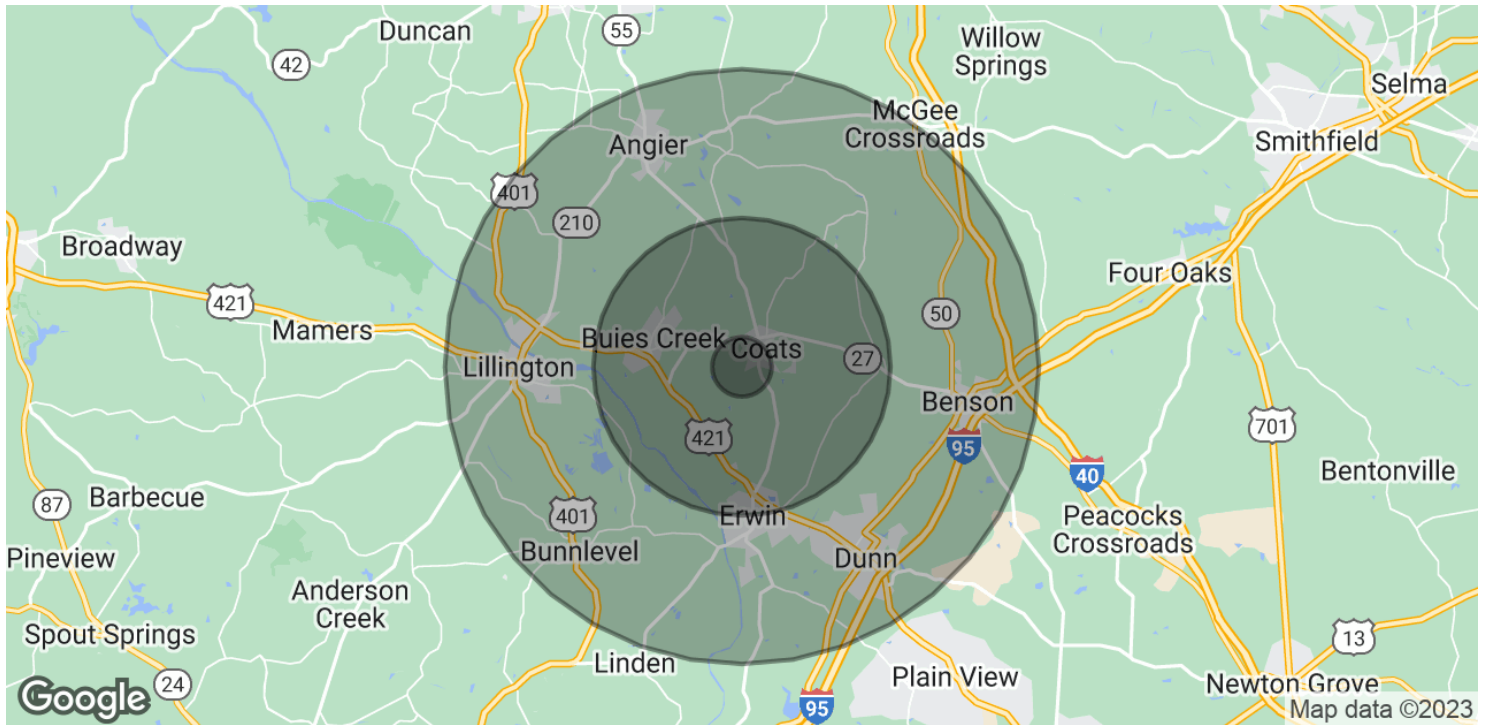 Duncan
55
Willow
Springs
42
Selma
McGee
Crossroads
Smithfield
Angier
401
210
Broadway
Four Oaks
421
50
Mamers
Buies Creek
Coats
27
Lillington
Benson
701
421
95
40
Bentonville
Barbecue
87
Erwin
401
Peacocks
Crossroads
Bunnlevel
Dunn
Pineview
Anderson
Creek
Spout Springs
13
Linden
Plain View
24
Newton Grove
Google
95
Map data ©2023